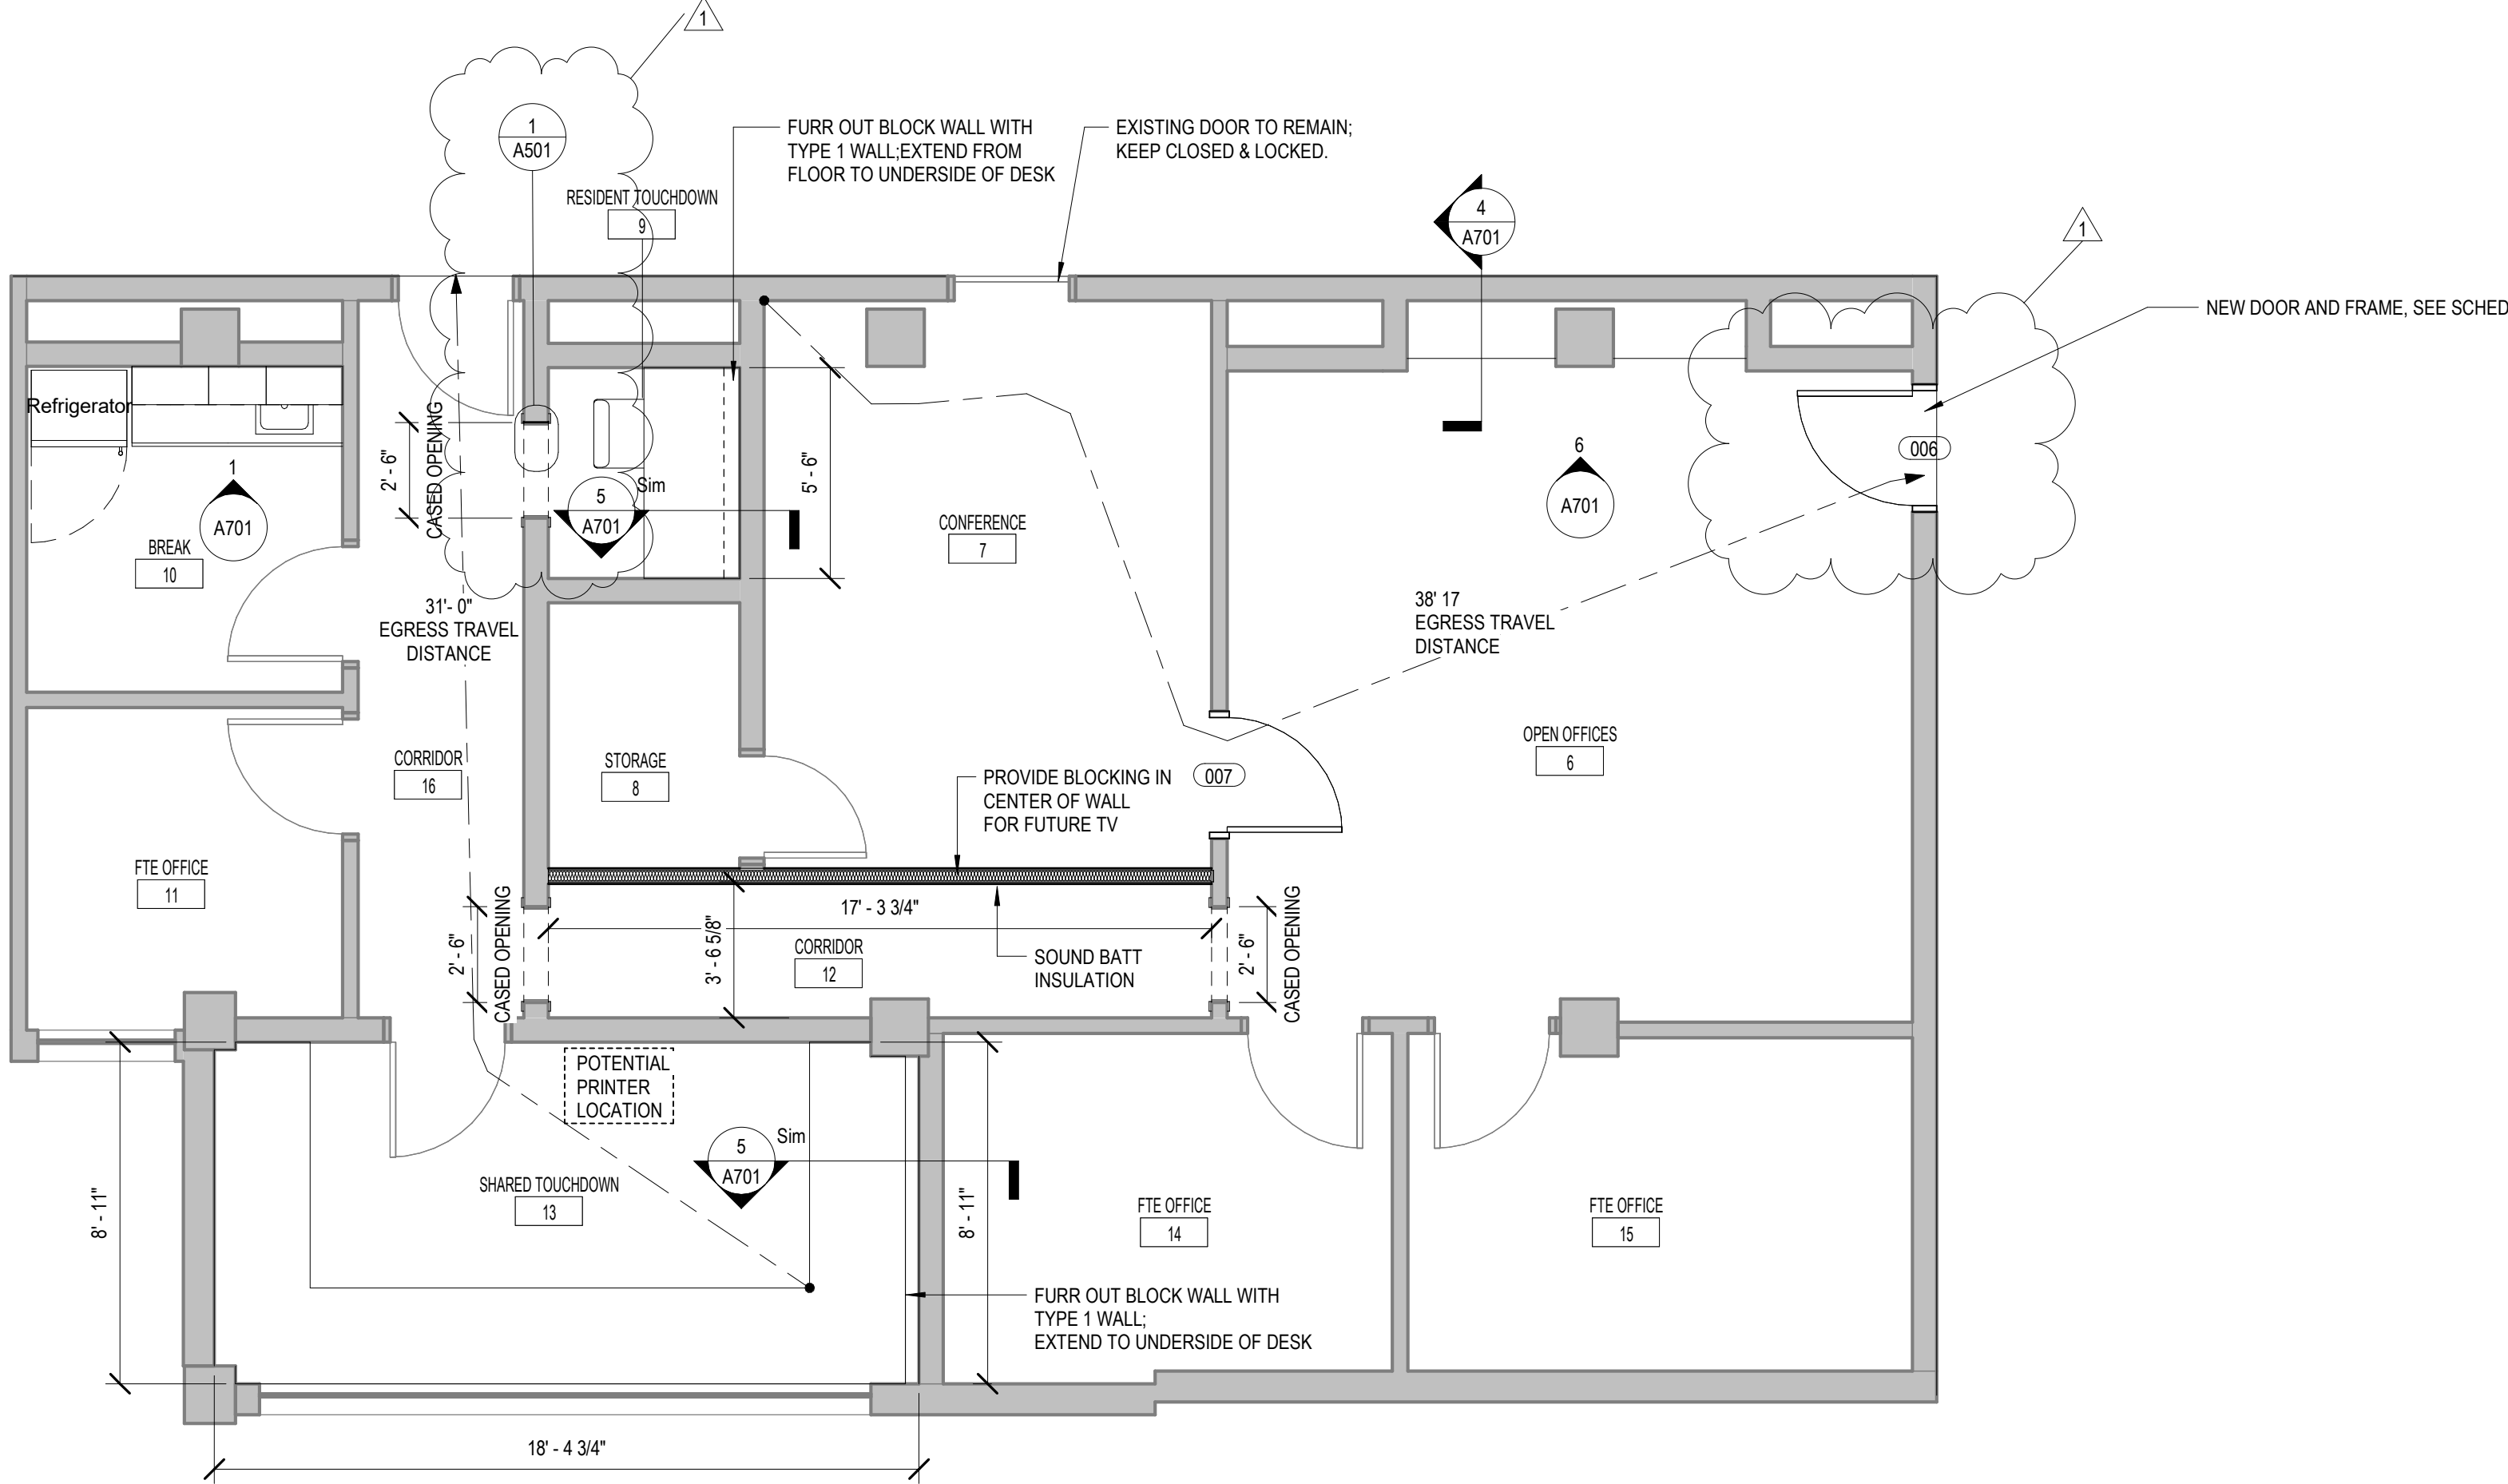 1
1
A501
FURR OUT BLOCK WALL WITH
TYPE 1 WALL;EXTEND FROM
FLOOR TO UNDERSIDE OF DESK
EXISTING DOOR TO REMAIN;
KEEP CLOSED & LOCKED.
RESIDENT TOUCHDOWN
9
4
A701
1
NEW DOOR AND FRAME, SEE SCHED
Refrigerator
2' - 6"
CASED OPENING
5' - 6"
006
1
A701
5
A701
Sim
6
A701
CONFERENCE
7
BREAK
10
31'- 0"
EGRESS TRAVEL
DISTANCE
38' 17
EGRESS TRAVEL
DISTANCE
CORRIDOR
16
STORAGE
8
PROVIDE BLOCKING IN
CENTER OF WALL
FOR FUTURE TV
007
OPEN OFFICES
6
FTE OFFICE
11
2' - 6"
CASED OPENING
3' - 6 5/8"
17' - 3 3/4"
CORRIDOR
12
SOUND BATT
INSULATION
2' - 6"
CASED OPENING
POTENTIAL
PRINTER
LOCATION
5
A701
Sim
8' - 11"
SHARED TOUCHDOWN
13
8' - 11"
FTE OFFICE
14
FTE OFFICE
15
FURR OUT BLOCK WALL WITH
TYPE 1 WALL;
EXTEND TO UNDERSIDE OF DESK
18' - 4 3/4"